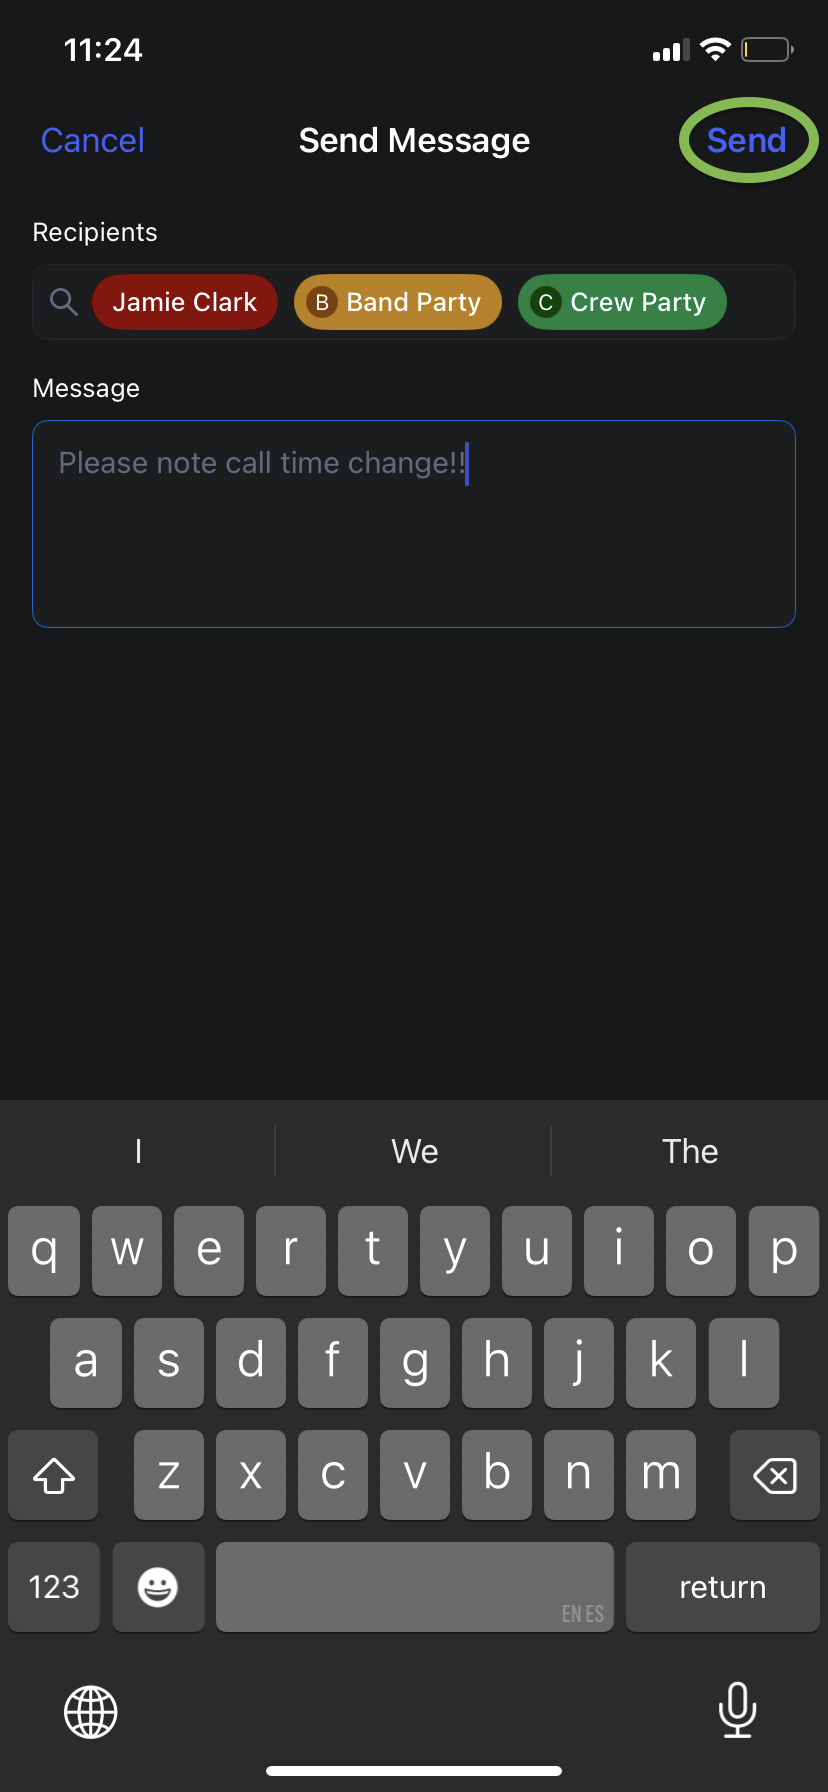 11:24
Cancel Send Message Send
Recipients
Jamie Clark B Band Party C Crew Party
Message
Please note call time change!!
I We The
q w e r t y u i o p
a s d f g h j k l
z x c v b n m
123 EN ES return